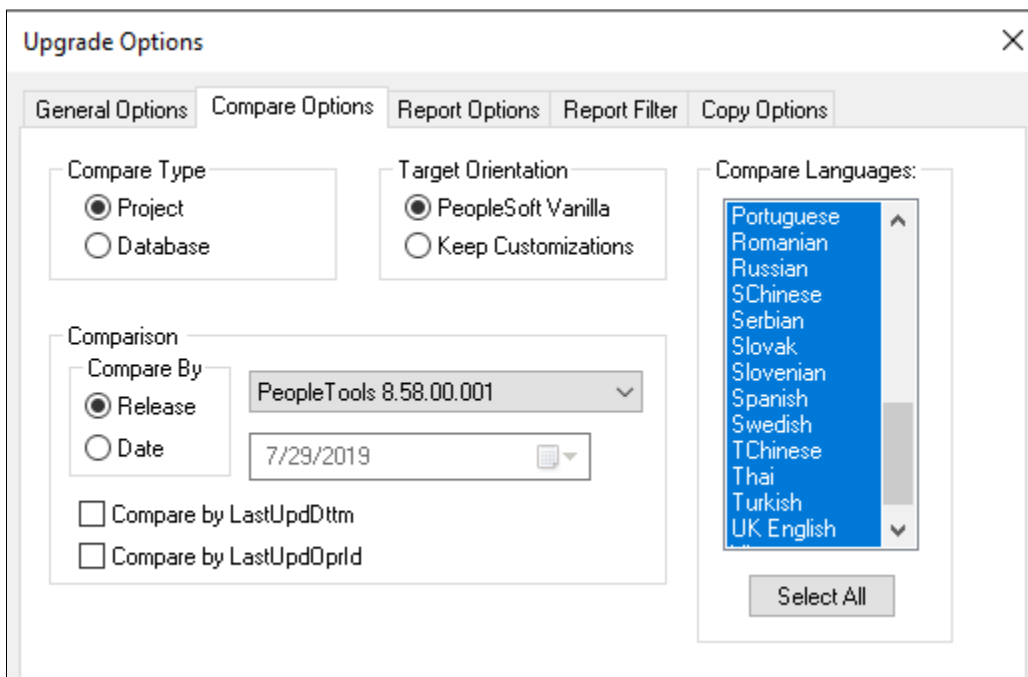 Upgrade Options
General Options
Compare Options
Report Options
Report Filter
Copy Options
Compare Type
Project
Database
Target Orientation
PeopleSoft Vanilla
Keep Customizations
Comparison
Compare By
Release
Date
PeopleTools 8.58.00.001
7/29/2019
Compare by LastUpdDttm
Compare by LastUpdOprId
Compare Languages:
Portuguese
Romanian
Russian
SChinese
Serbian
Slovak
Slovenian
Spanish
Swedish
TChinese
Thai
Turkish
UK English
Select All